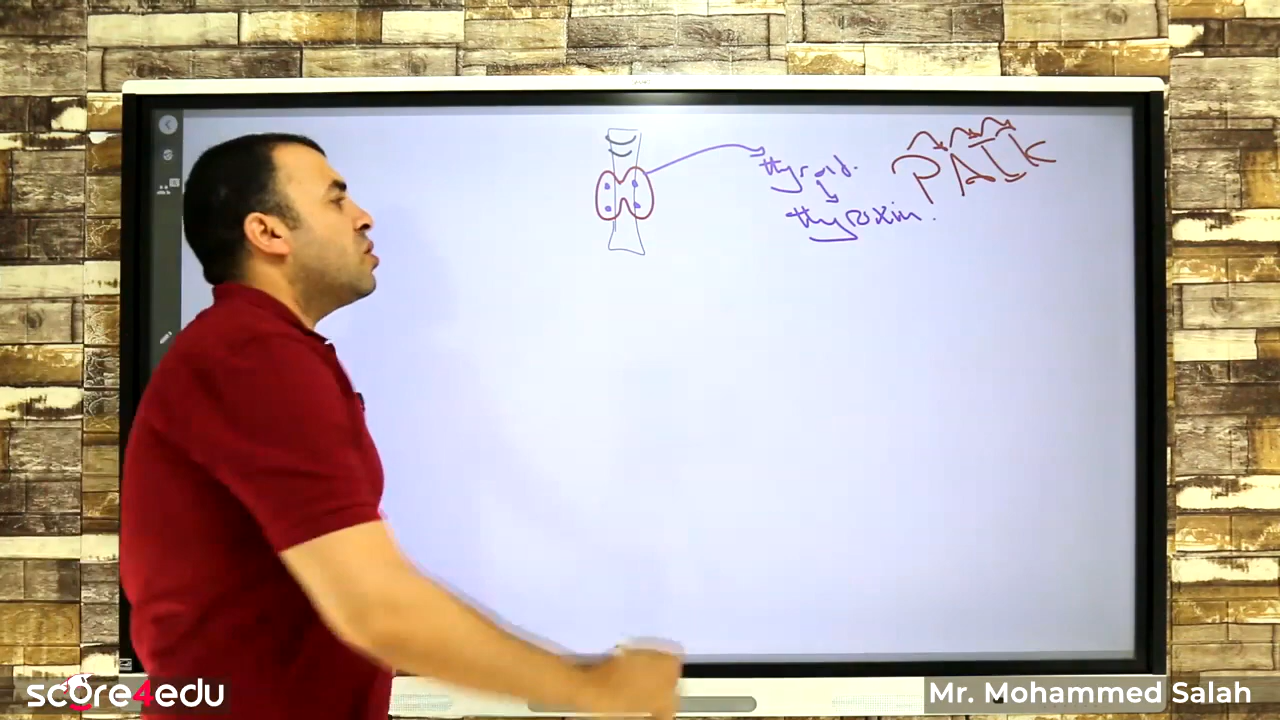 thyroid.
thyroxin.
PAIK
score4edu
Mr. Mohammed Salah